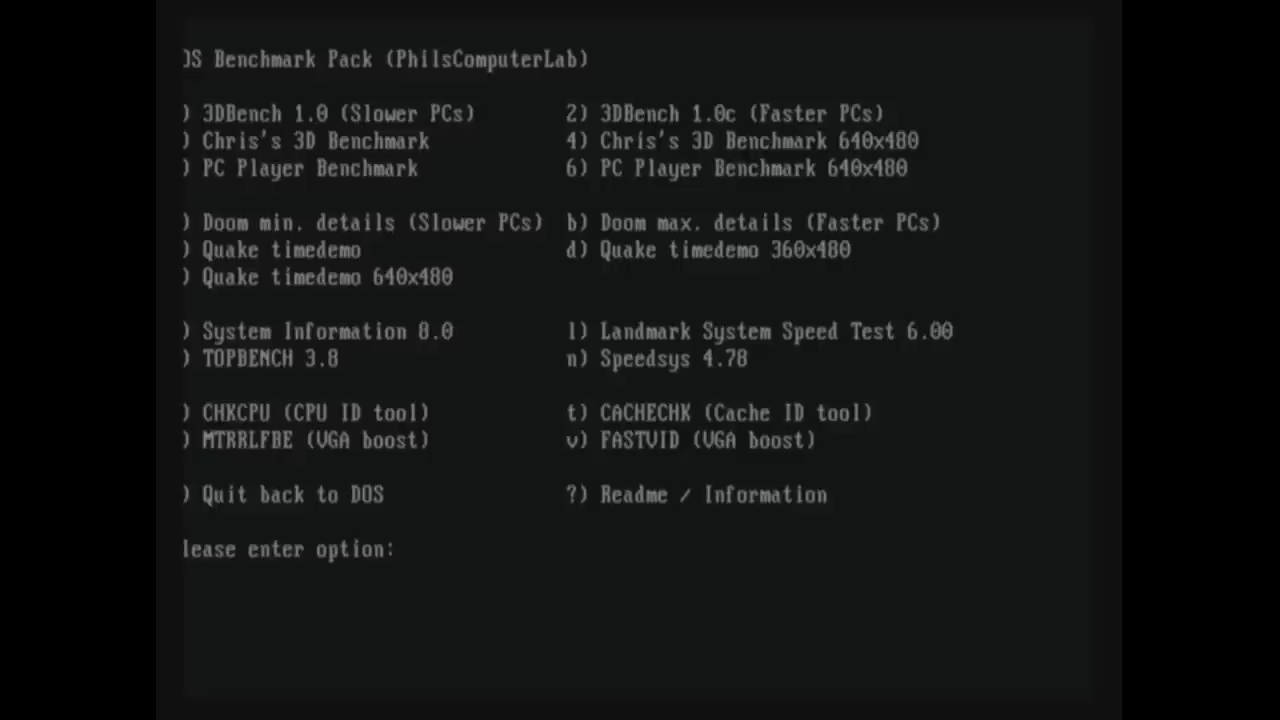 OS Benchmark Pack (PhilsComputerLab)
) 3DBench 1.0 (Slower PCs) 2) 3DBench 1.0c (Faster PCs)
) Chris's 3D Benchmark 4) Chris's 3D Benchmark 640x480
) PC Player Benchmark 6) PC Player Benchmark 640x480
) Doom min. details (Slower PCs) b) Doom max. details (Faster PCs)
) Quake timedemo d) Quake timedemo 360x480
) Quake timedemo 640x480
) System Information 8.0 l) Landmark System Speed Test 6.00
) TOPBENCH 3.8 n) Speedsys 4.78
) CHKCPU (CPU ID tool) t) CACHECHK (Cache ID tool)
) MTRRLFBE (VGA boost) v) FASTVID (VGA boost)
) Quit back to DOS ?) Readme / Information
lease enter option: